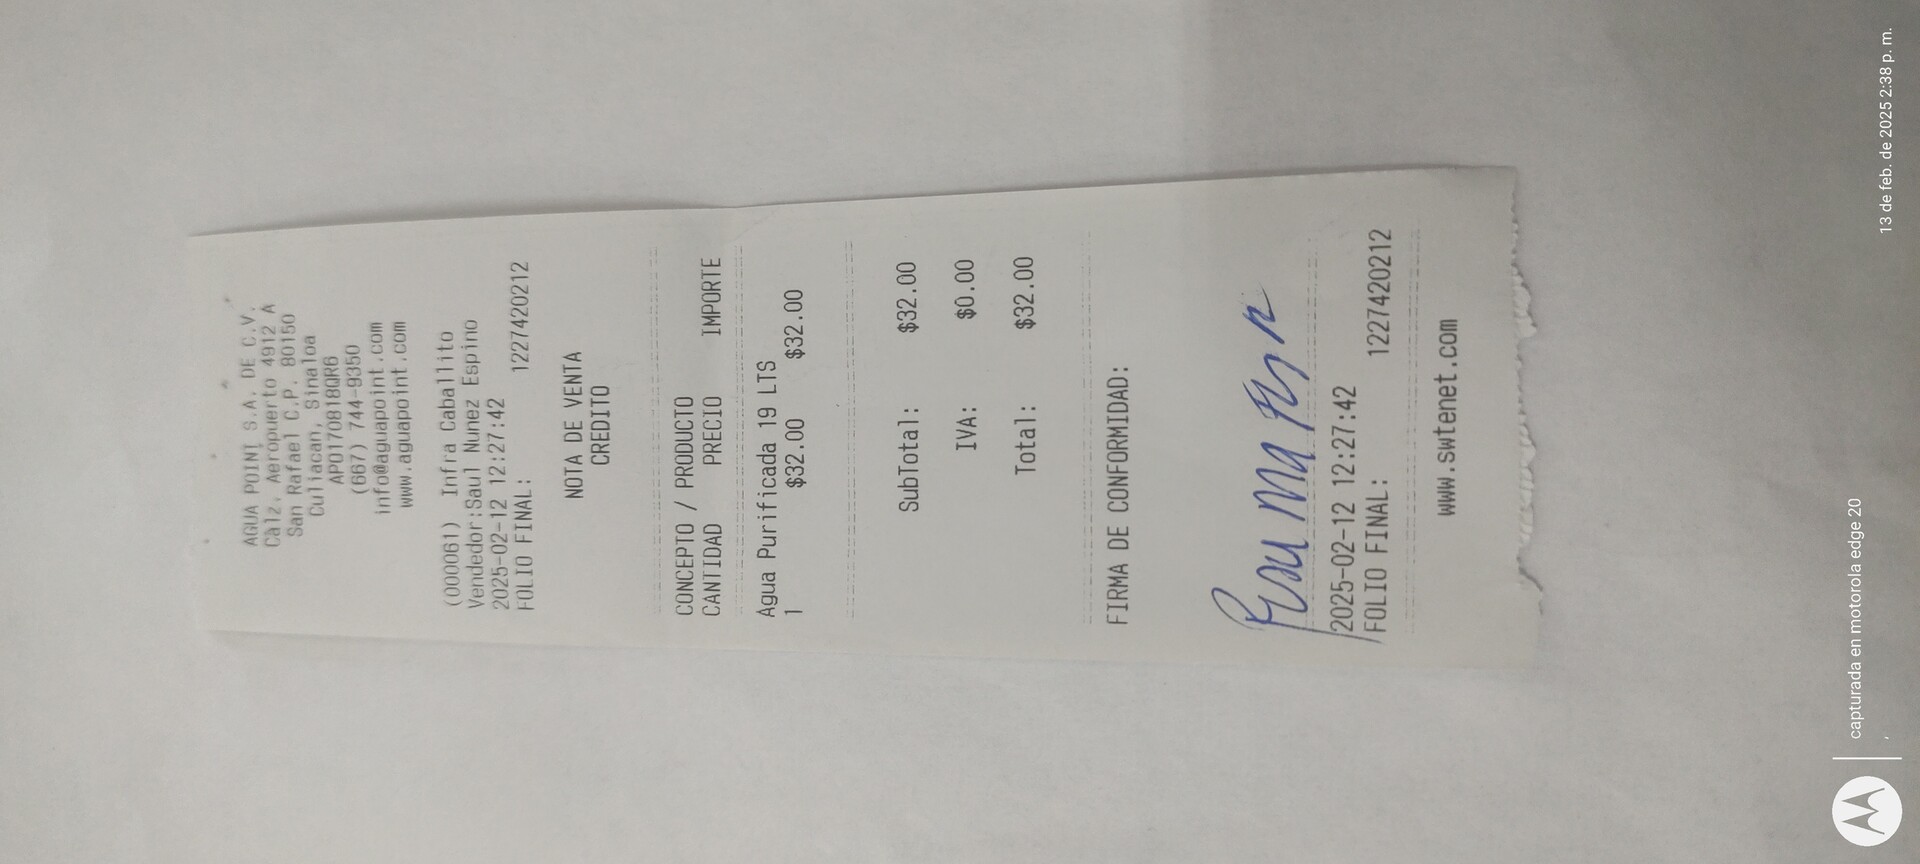 AGUA POINT S.A. DE C.V.
Calz. Aeropuerto 4912 A
San Rafael C.P. 80150
Culiacan, Sinaloa
APO170818QR6
(667) 744-9350
info@aguapoint.com
www.aguapoint.com
(000061) Infra Caballito
Vendedor:Saul Nunez Espino
2025-02-12 12:27:42
FOLIO FINAL: 1227420212
NOTA DE VENTA
CREDITO
CONCEPTO / PRODUCTO
CANTIDAD PRECIO IMPORTE
Agua Purificada 19 LTS
1 $32.00 $32.00
SubTotal: $32.00
IVA: $0.00
Total: $32.00
FIRMA DE CONFORMIDAD:
2025-02-12 12:27:42
FOLIO FINAL: 1227420212
www.swtenet.com
capturada en motorola edge 20
13 de feb. de 2025 2:38 p. m.